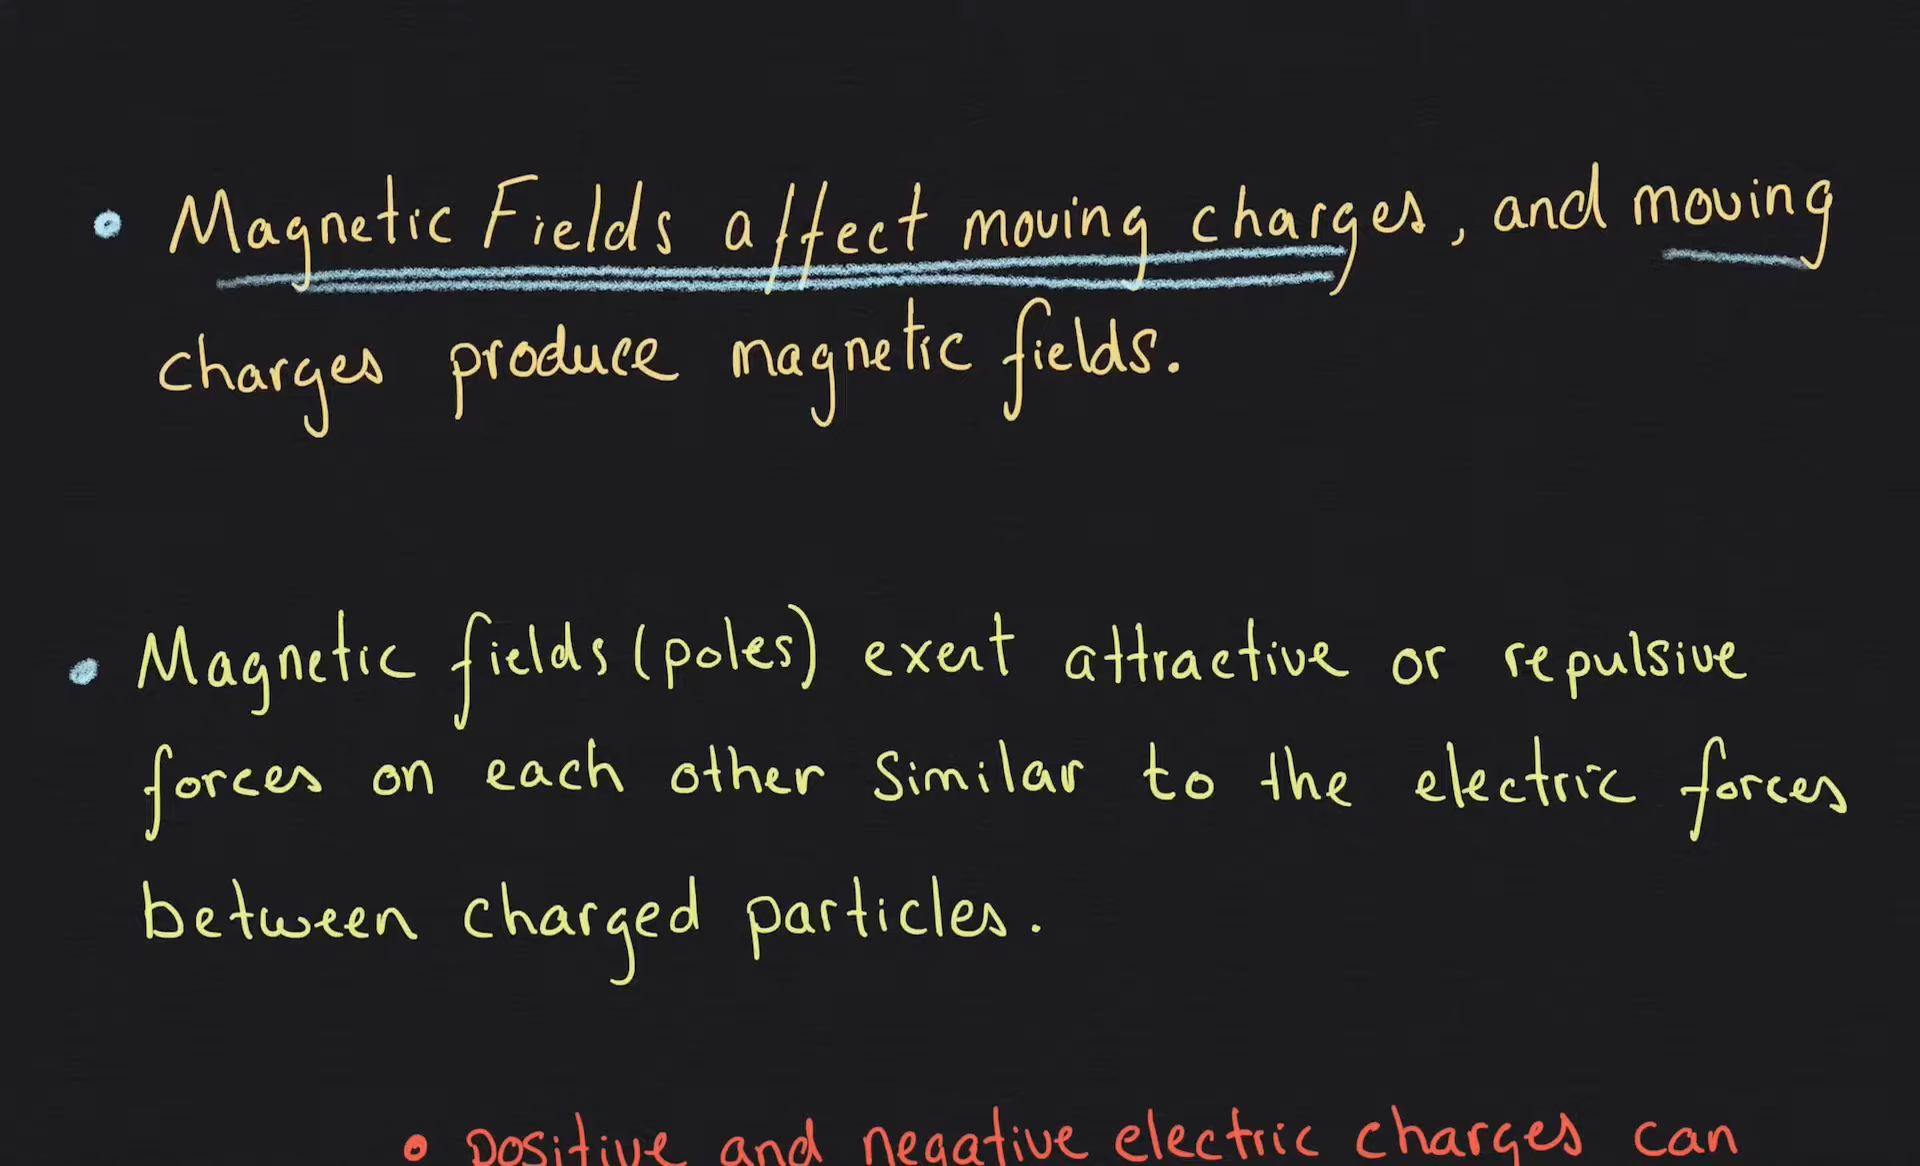 • Magnetic Fields affect moving charges, and moving
charges produce magnetic fields.
• Magnetic fields (poles) exert attractive or repulsive
forces on each other similar to the electric forces
between charged particles.
• positive and negative electric charges can